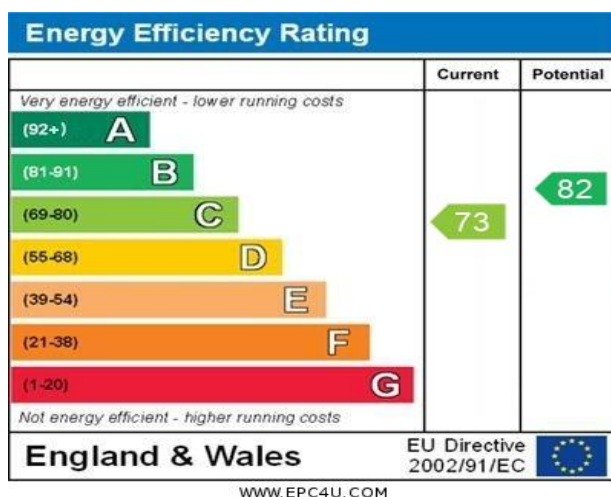 Energy Efficiency Rating
Current Potential
Very energy efficient - lower running costs
(92+) A
(81-91) B
82
(69-80) C
73
(55-68) D
(39-54) E
(21-38) F
(1-20) G
Not energy efficient - higher running costs
England & Wales
EU Directive
2002/91/EC
WWW.EPC4U.COM